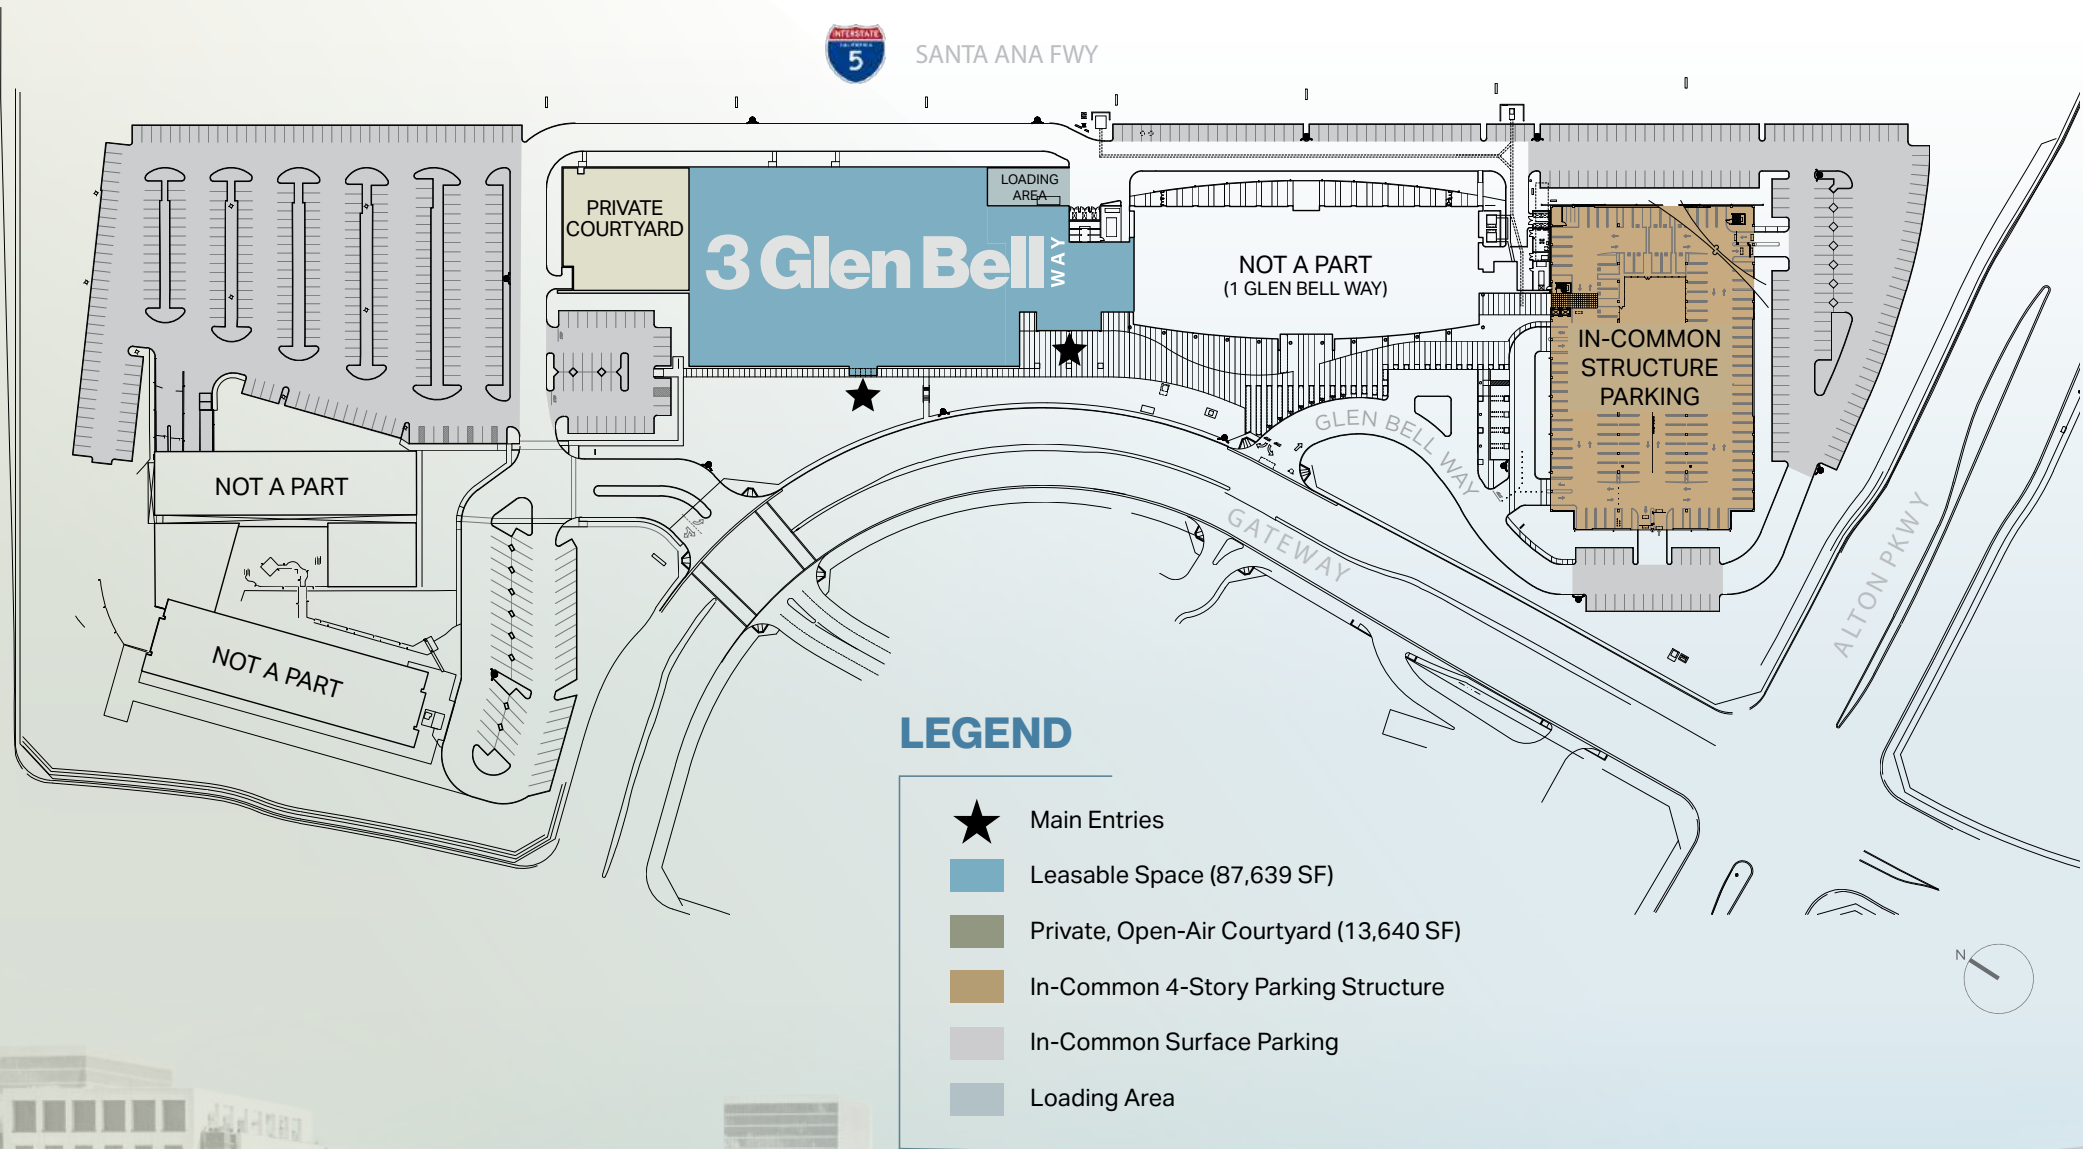 INTERSTATE
CALIFORNIA
5
SANTA ANA FWY
LOADING
AREA
PRIVATE
COURTYARD
3 Glen Bell
WAY
NOT A PART
(1 GLEN BELL WAY)
IN-COMMON
STRUCTURE
PARKING
GLEN BELL WAY
NOT A PART
GATEWAY
ALTON PKWY
NOT A PART
LEGEND
Main Entries
Leasable Space (87,639 SF)
Private, Open-Air Courtyard (13,640 SF)
In-Common 4-Story Parking Structure
In-Common Surface Parking
Loading Area
N